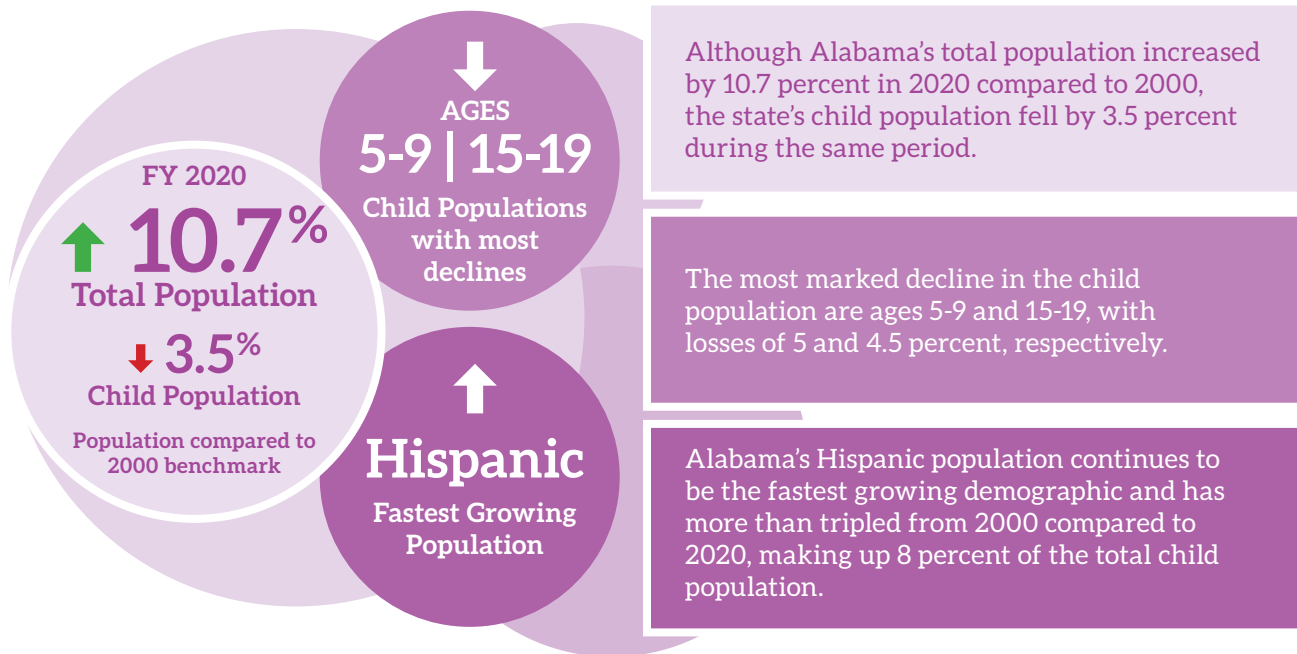 FY 2020
10.7%
Total Population
3.5%
Child Population
Population compared to
2000 benchmark
AGES
5-9 | 15-19
Child Populations
with most
declines
Hispanic
Fastest Growing
Population
Although Alabama’s total population increased
by 10.7 percent in 2020 compared to 2000,
the state’s child population fell by 3.5 percent
during the same period.
The most marked decline in the child
population are ages 5-9 and 15-19, with
losses of 5 and 4.5 percent, respectively.
Alabama’s Hispanic population continues to
be the fastest growing demographic and has
more than tripled from 2000 compared to
2020, making up 8 percent of the total child
population.